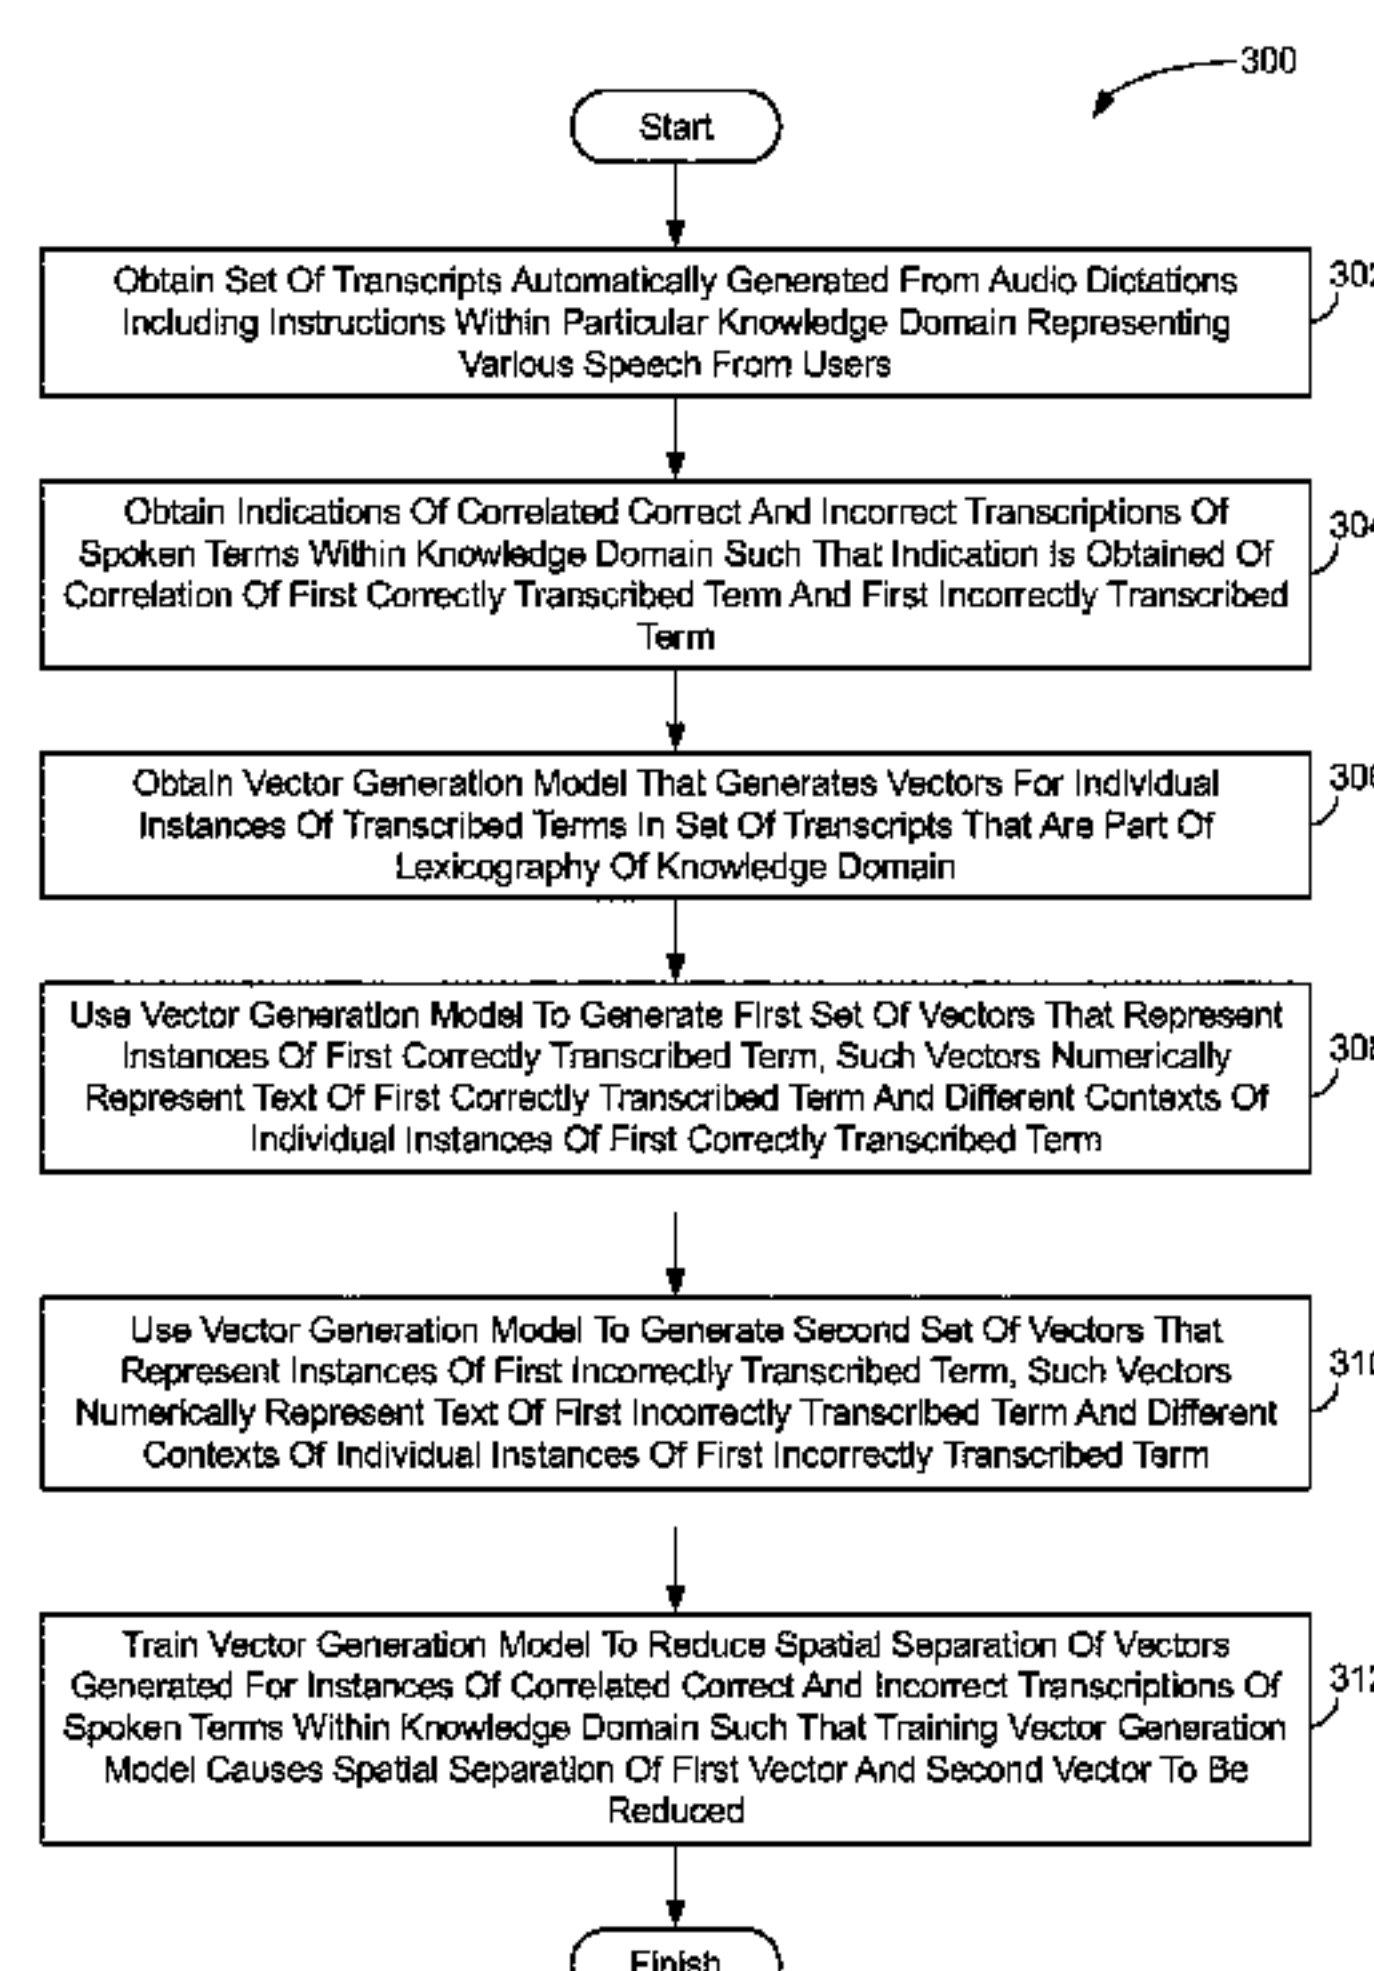 300
Start
Obtain Set Of Transcripts Automatically Generated From Audio Dictations
Including Instructions Within Particular Knowledge Domain Representing
Various Speech From Users
302
Obtain Indications Of Correlated Correct And Incorrect Transcriptions Of
Spoken Terms Within Knowledge Domain Such That Indication Is Obtained Of
Correlation Of First Correctly Transcribed Term And First Incorrectly Transcribed
Term
304
Obtain Vector Generation Model That Generates Vectors For Individual
Instances Of Transcribed Terms In Set Of Transcripts That Are Part Of
Lexicography Of Knowledge Domain
306
Use Vector Generation Model To Generate First Set Of Vectors That Represent
Instances Of First Correctly Transcribed Term, Such Vectors Numerically
Represent Text Of First Correctly Transcribed Term And Different Contexts Of
Individual Instances Of First Correctly Transcribed Term
308
Use Vector Generation Model To Generate Second Set Of Vectors That
Represent Instances Of First Incorrectly Transcribed Term, Such Vectors
Numerically Represent Text Of First Incorrectly Transcribed Term And Different
Contexts Of Individual Instances Of First Incorrectly Transcribed Term
310
Train Vector Generation Model To Reduce Spatial Separation Of Vectors
Generated For Instances Of Correlated Correct And Incorrect Transcriptions Of
Spoken Terms Within Knowledge Domain Such That Training Vector Generation
Model Causes Spatial Separation Of First Vector And Second Vector To Be
Reduced
312
Finish